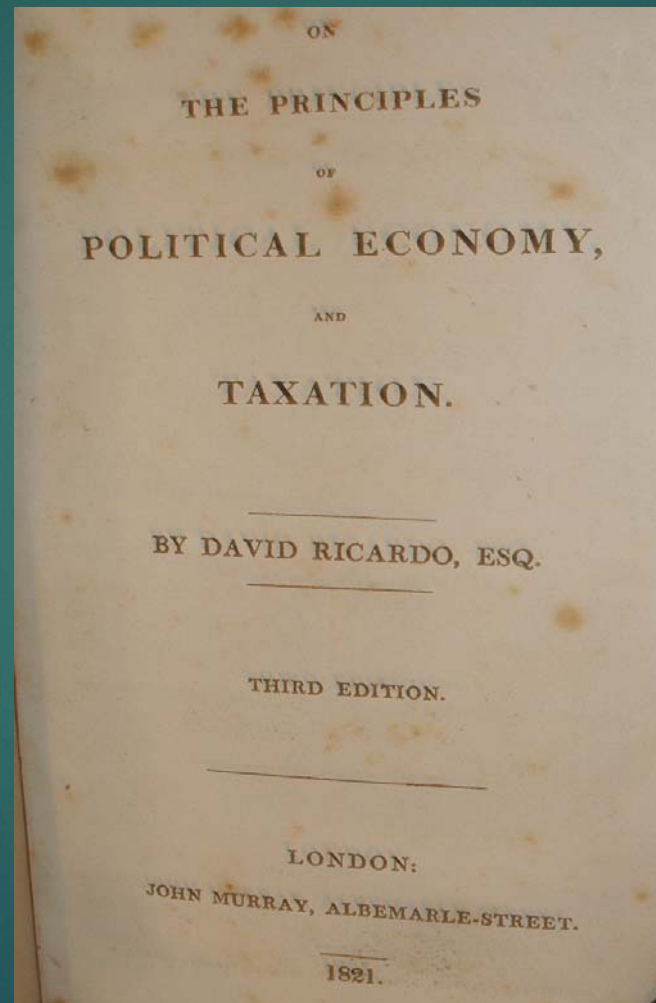 ON
THE PRINCIPLES
OF
POLITICAL ECONOMY,
AND
TAXATION.
BY DAVID RICARDO, ESQ.
THIRD EDITION.
LONDON:
JOHN MURRAY, ALBEMARLE-STREET.
1821.